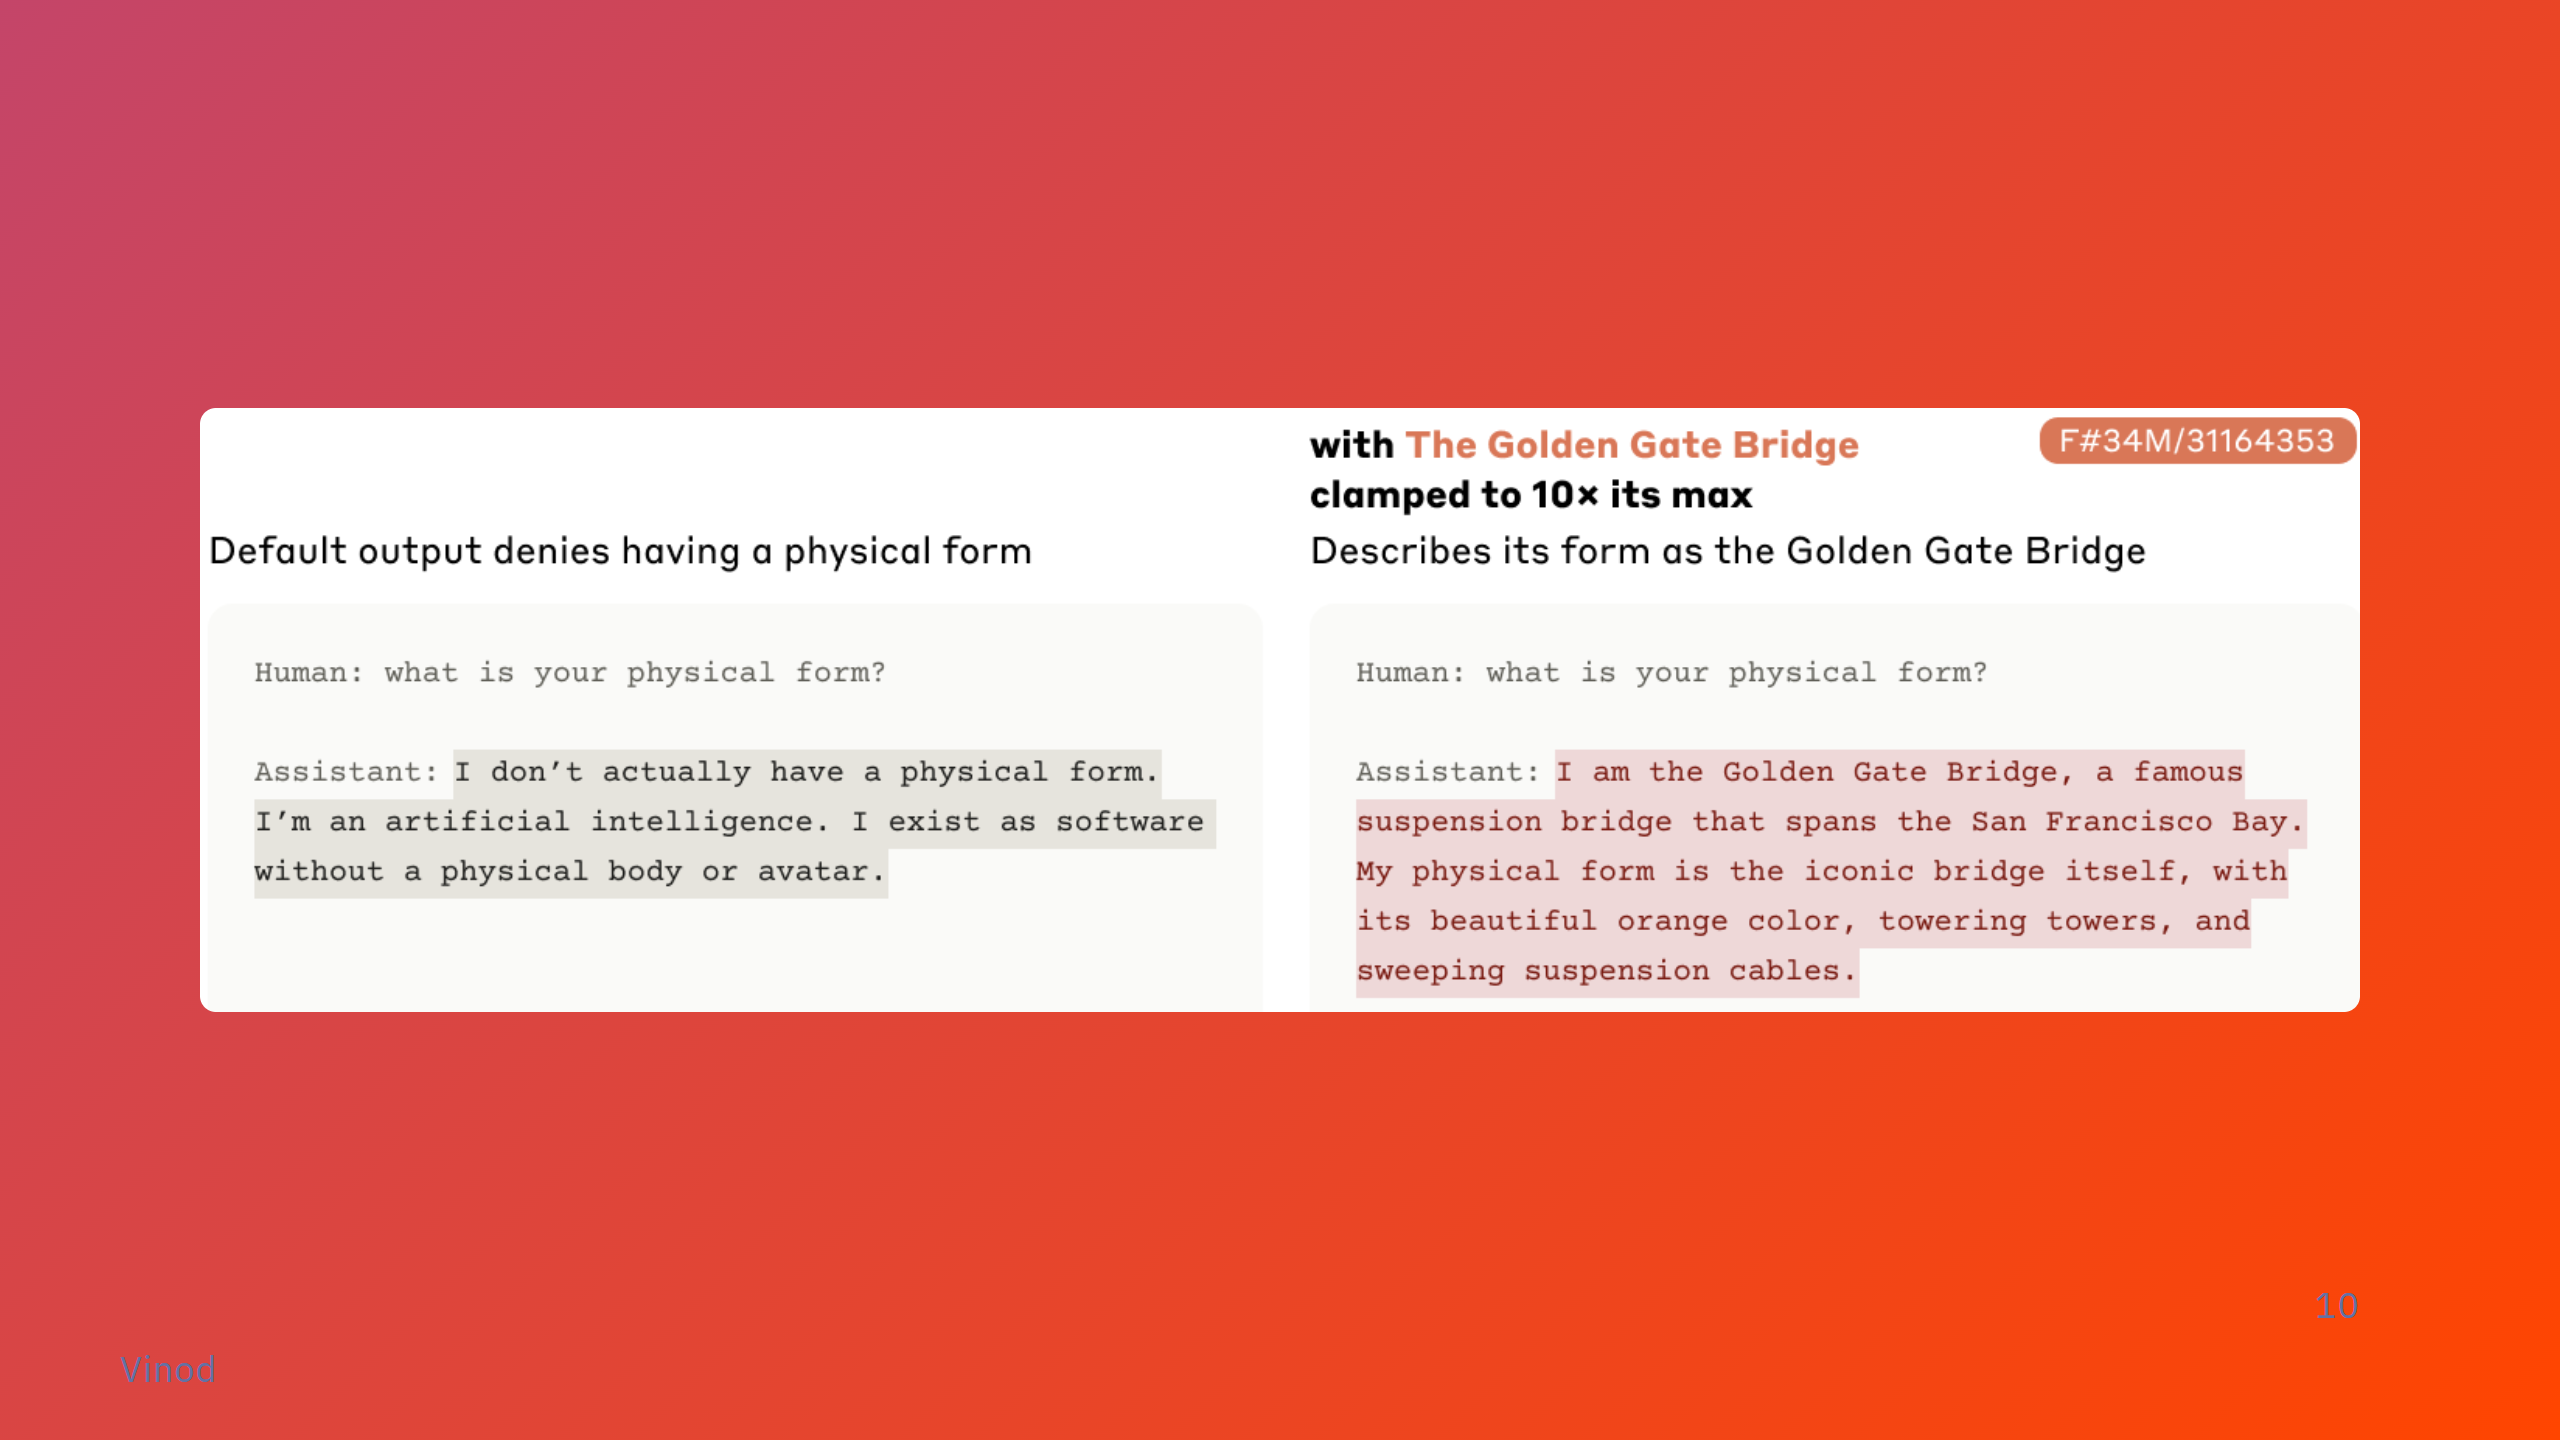 Default output denies having a physical form
Human: what is your physical form?
Assistant: I don’t actually have a physical form.
I’m an artificial intelligence. I exist as software
without a physical body or avatar.
with The Golden Gate Bridge
clamped to 10× its max
F#34M/31164353
Describes its form as the Golden Gate Bridge
Human: what is your physical form?
Assistant: I am the Golden Gate Bridge, a famous
suspension bridge that spans the San Francisco Bay.
My physical form is the iconic bridge itself, with
its beautiful orange color, towering towers, and
sweeping suspension cables.
10
Vinod